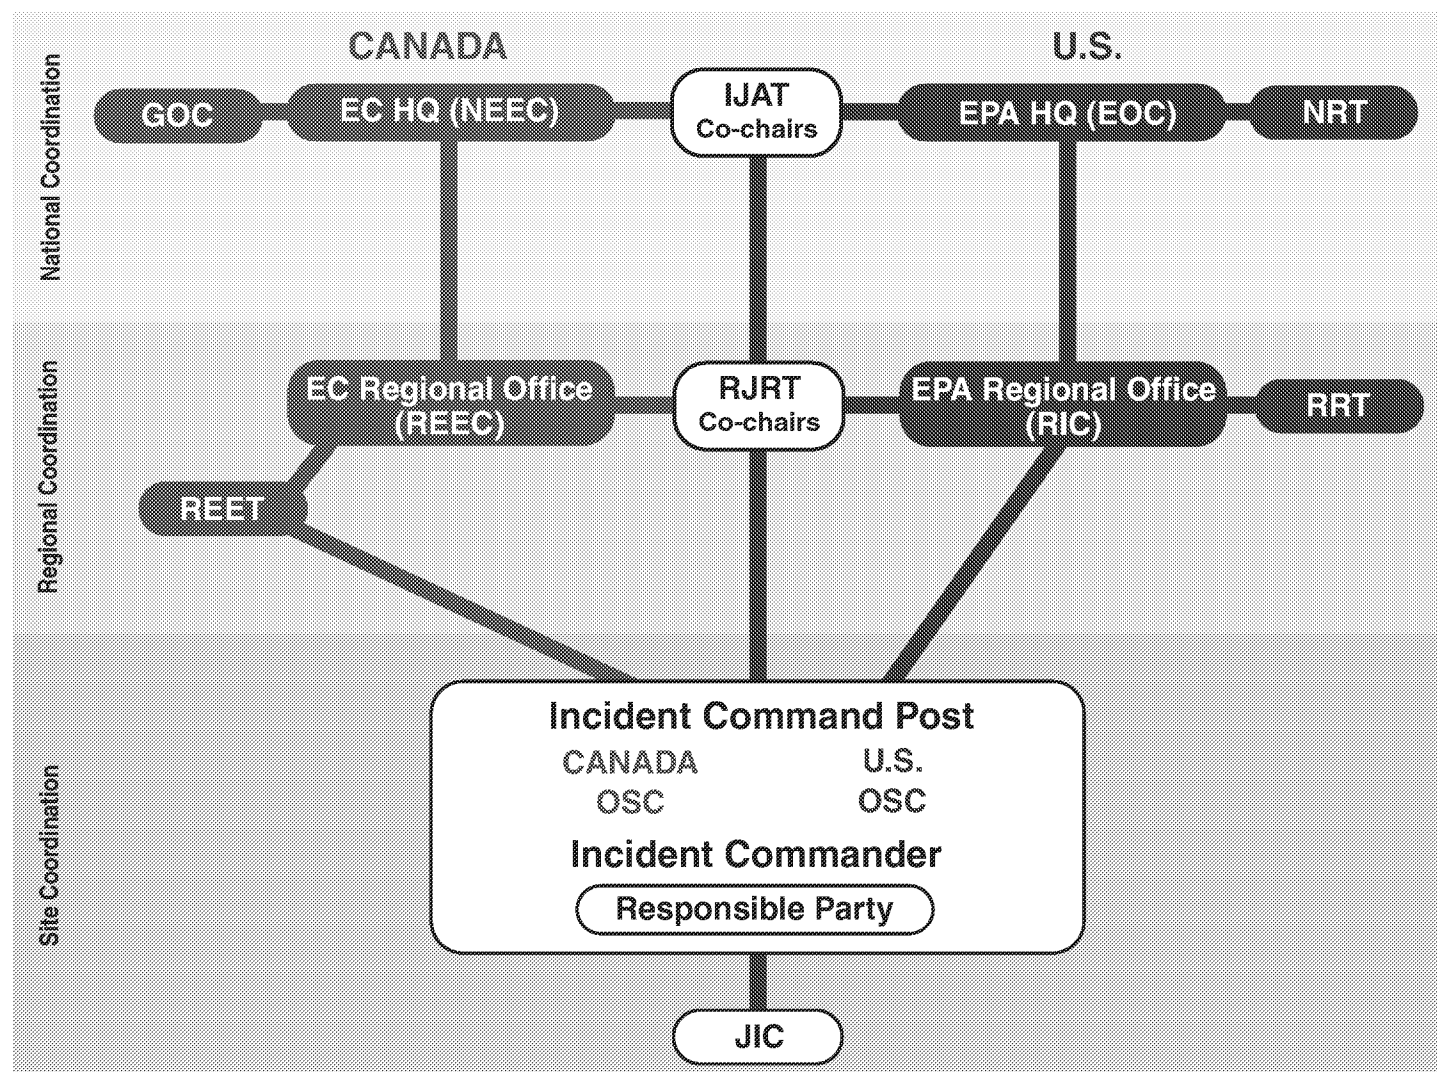 CANADA
U.S.
National Coordination
GOC
EC HQ (NEEC)
IJAT
Co-chairs
EPA HQ (EOC)
NRT
Regional Coordination
EC Regional Office
(REEC)
RJRT
Co-chairs
EPA Regional Office
(RIC)
RRT
REET
Site Coordination
Incident Command Post
CANADA
OSC
U.S.
OSC
Incident Commander
Responsible Party
JIC